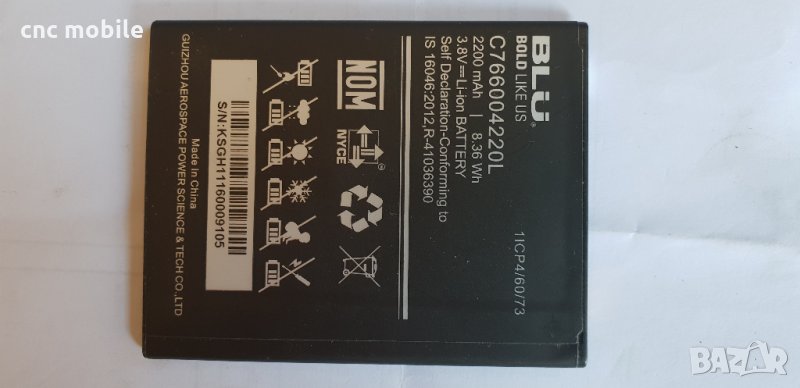 cnc mobile
BLU®
BOLD LIKE US
C766004220L
2200 mAh | 8.36 Wh
3.8V⎓Li-ion BATTERY
Self Declaration-Conforming to
IS 16046:2012,R-41036390
1ICP4/60/73
NOM
NYCE
S/N:KSGH11160009105
Made In China
GUIZHOU AEROSPACE POWER SCIENCE & TECH CO.,LTD
BAZAR